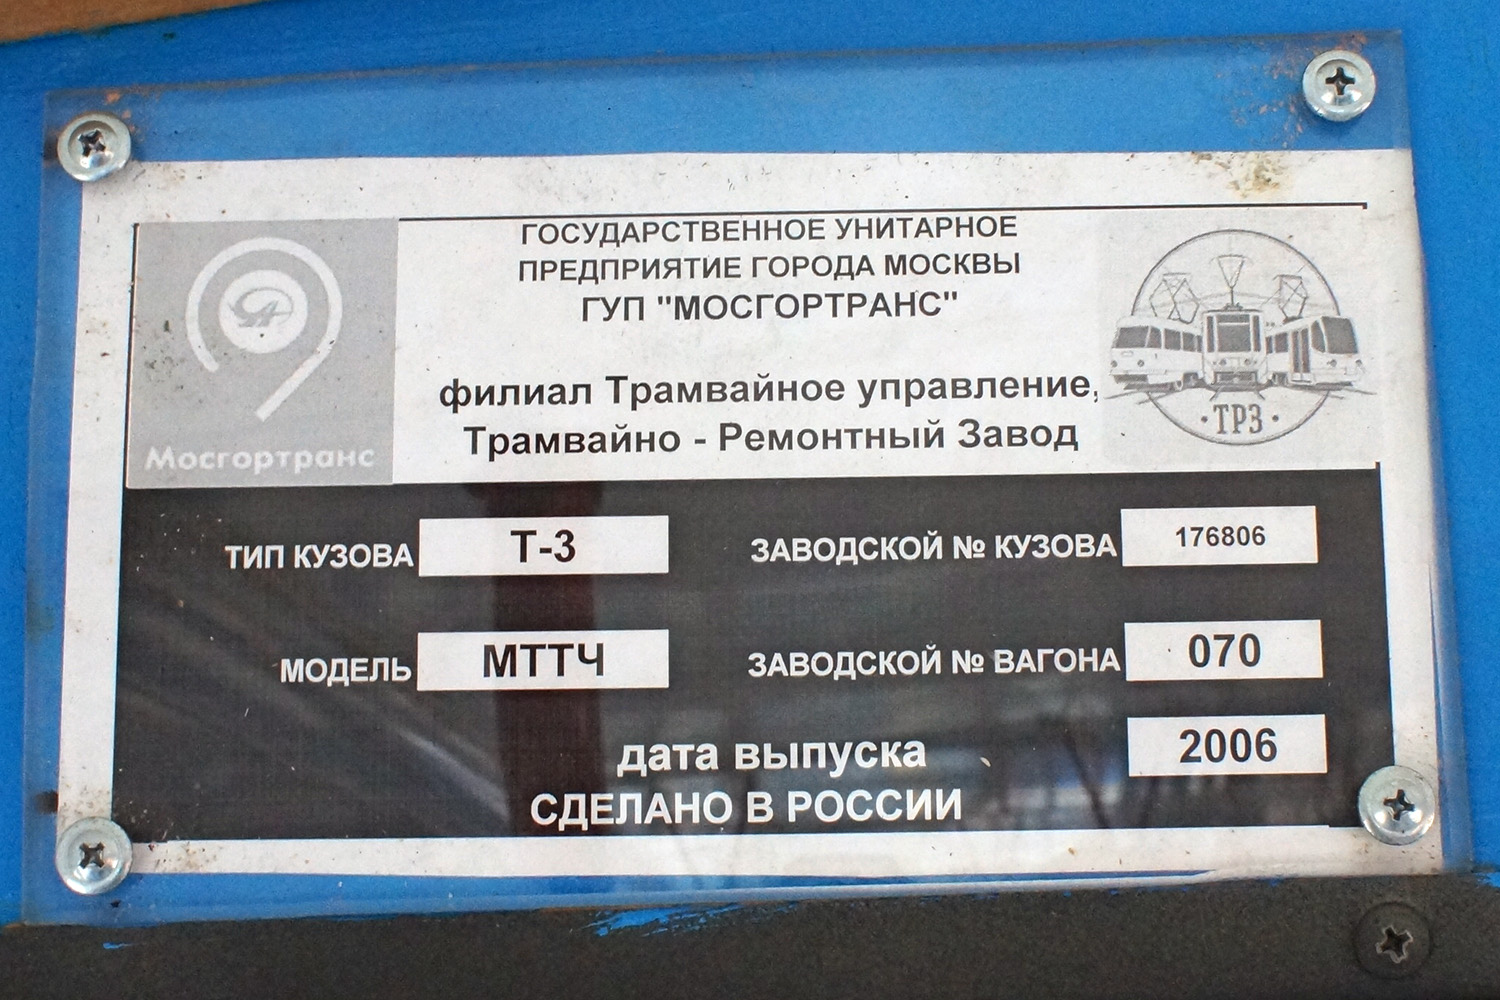 ГОСУДАРСТВЕННОЕ УНИТАРНОЕ
ПРЕДПРИЯТИЕ ГОРОДА МОСКВЫ
ГУП "МОСГОРТРАНС"
филиал Трамвайное управление,
Трамвайно - Ремонтный Завод
Мосгортранс
·ТРЗ·
ТИП КУЗОВА Т-3 ЗАВОДСКОЙ № КУЗОВА 176806
МОДЕЛЬ МТТЧ ЗАВОДСКОЙ № ВАГОНА 070
дата выпуска 2006
СДЕЛАНО В РОССИИ